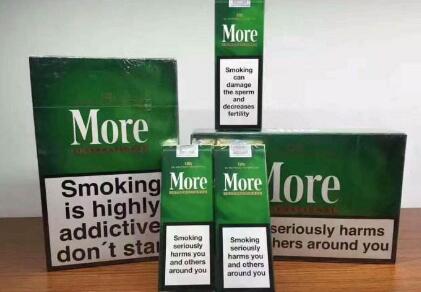 More
Smoking
can
damage
the sperm
and
decreases
fertility
More
Smoking
is highly
addictive
don´t star
More
Smoking
seriously
harms
you and
others
around you
More
Smoking
seriously
harms
you and
others
around you
More
seriously harms
and others around you